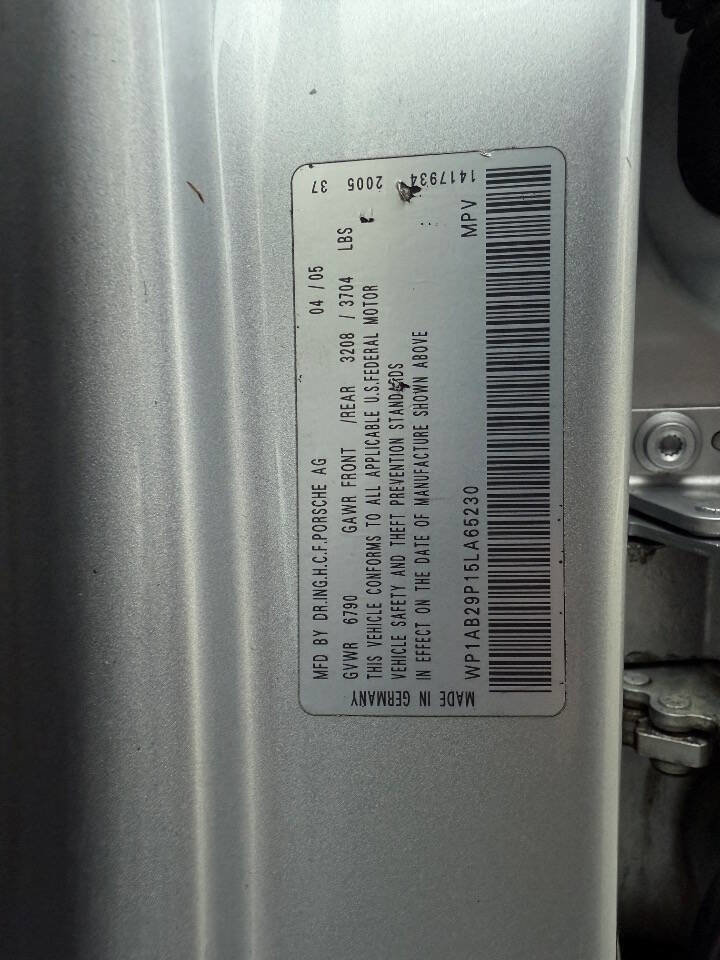 MFD BY DR.ING.H.C.F.PORSCHE AG 04 /05
GVWR 6790 GAWR FRONT /REAR 3208 / 3704 LBS
THIS VEHICLE CONFORMS TO ALL APPLICABLE U.S.FEDERAL MOTOR
VEHICLE SAFETY AND THEFT PREVENTION STANDARDS
IN EFFECT ON THE DATE OF MANUFACTURE SHOWN ABOVE
WP1AB29P15LA65230 MPV
MADE IN GERMANY
37 2005 1417934